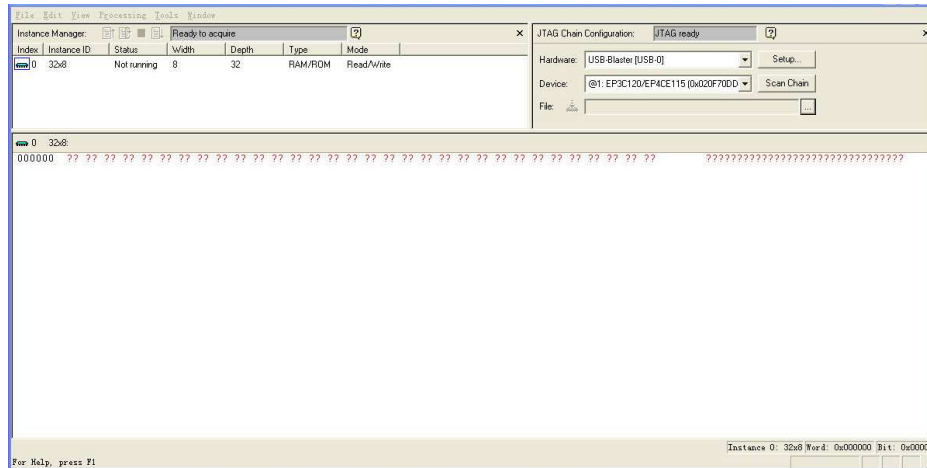 File Edit View Processing Tools Window
Instance Manager: Ready to acquire
JTAG Chain Configuration: JTAG ready
Index Instance ID Status Width Depth Type Mode
0 32x8 Not running 8 32 RAM/ROM Read/Write
Hardware: USB-Blaster [USB-0] Setup...
Device: @1: EP3C120/EP4CE115 (0x020F70DD Scan Chain
File: ...
0 32x8:
000000 ?? ?? ?? ?? ?? ?? ?? ?? ?? ?? ?? ?? ?? ?? ?? ?? ?? ?? ?? ?? ?? ?? ?? ?? ?? ?? ?? ?? ?? ?? ?? ?? ????????????????????????????????
Instance 0: 32x8 Word: 0x000000 Bit: 0x0000
For Help, press F1